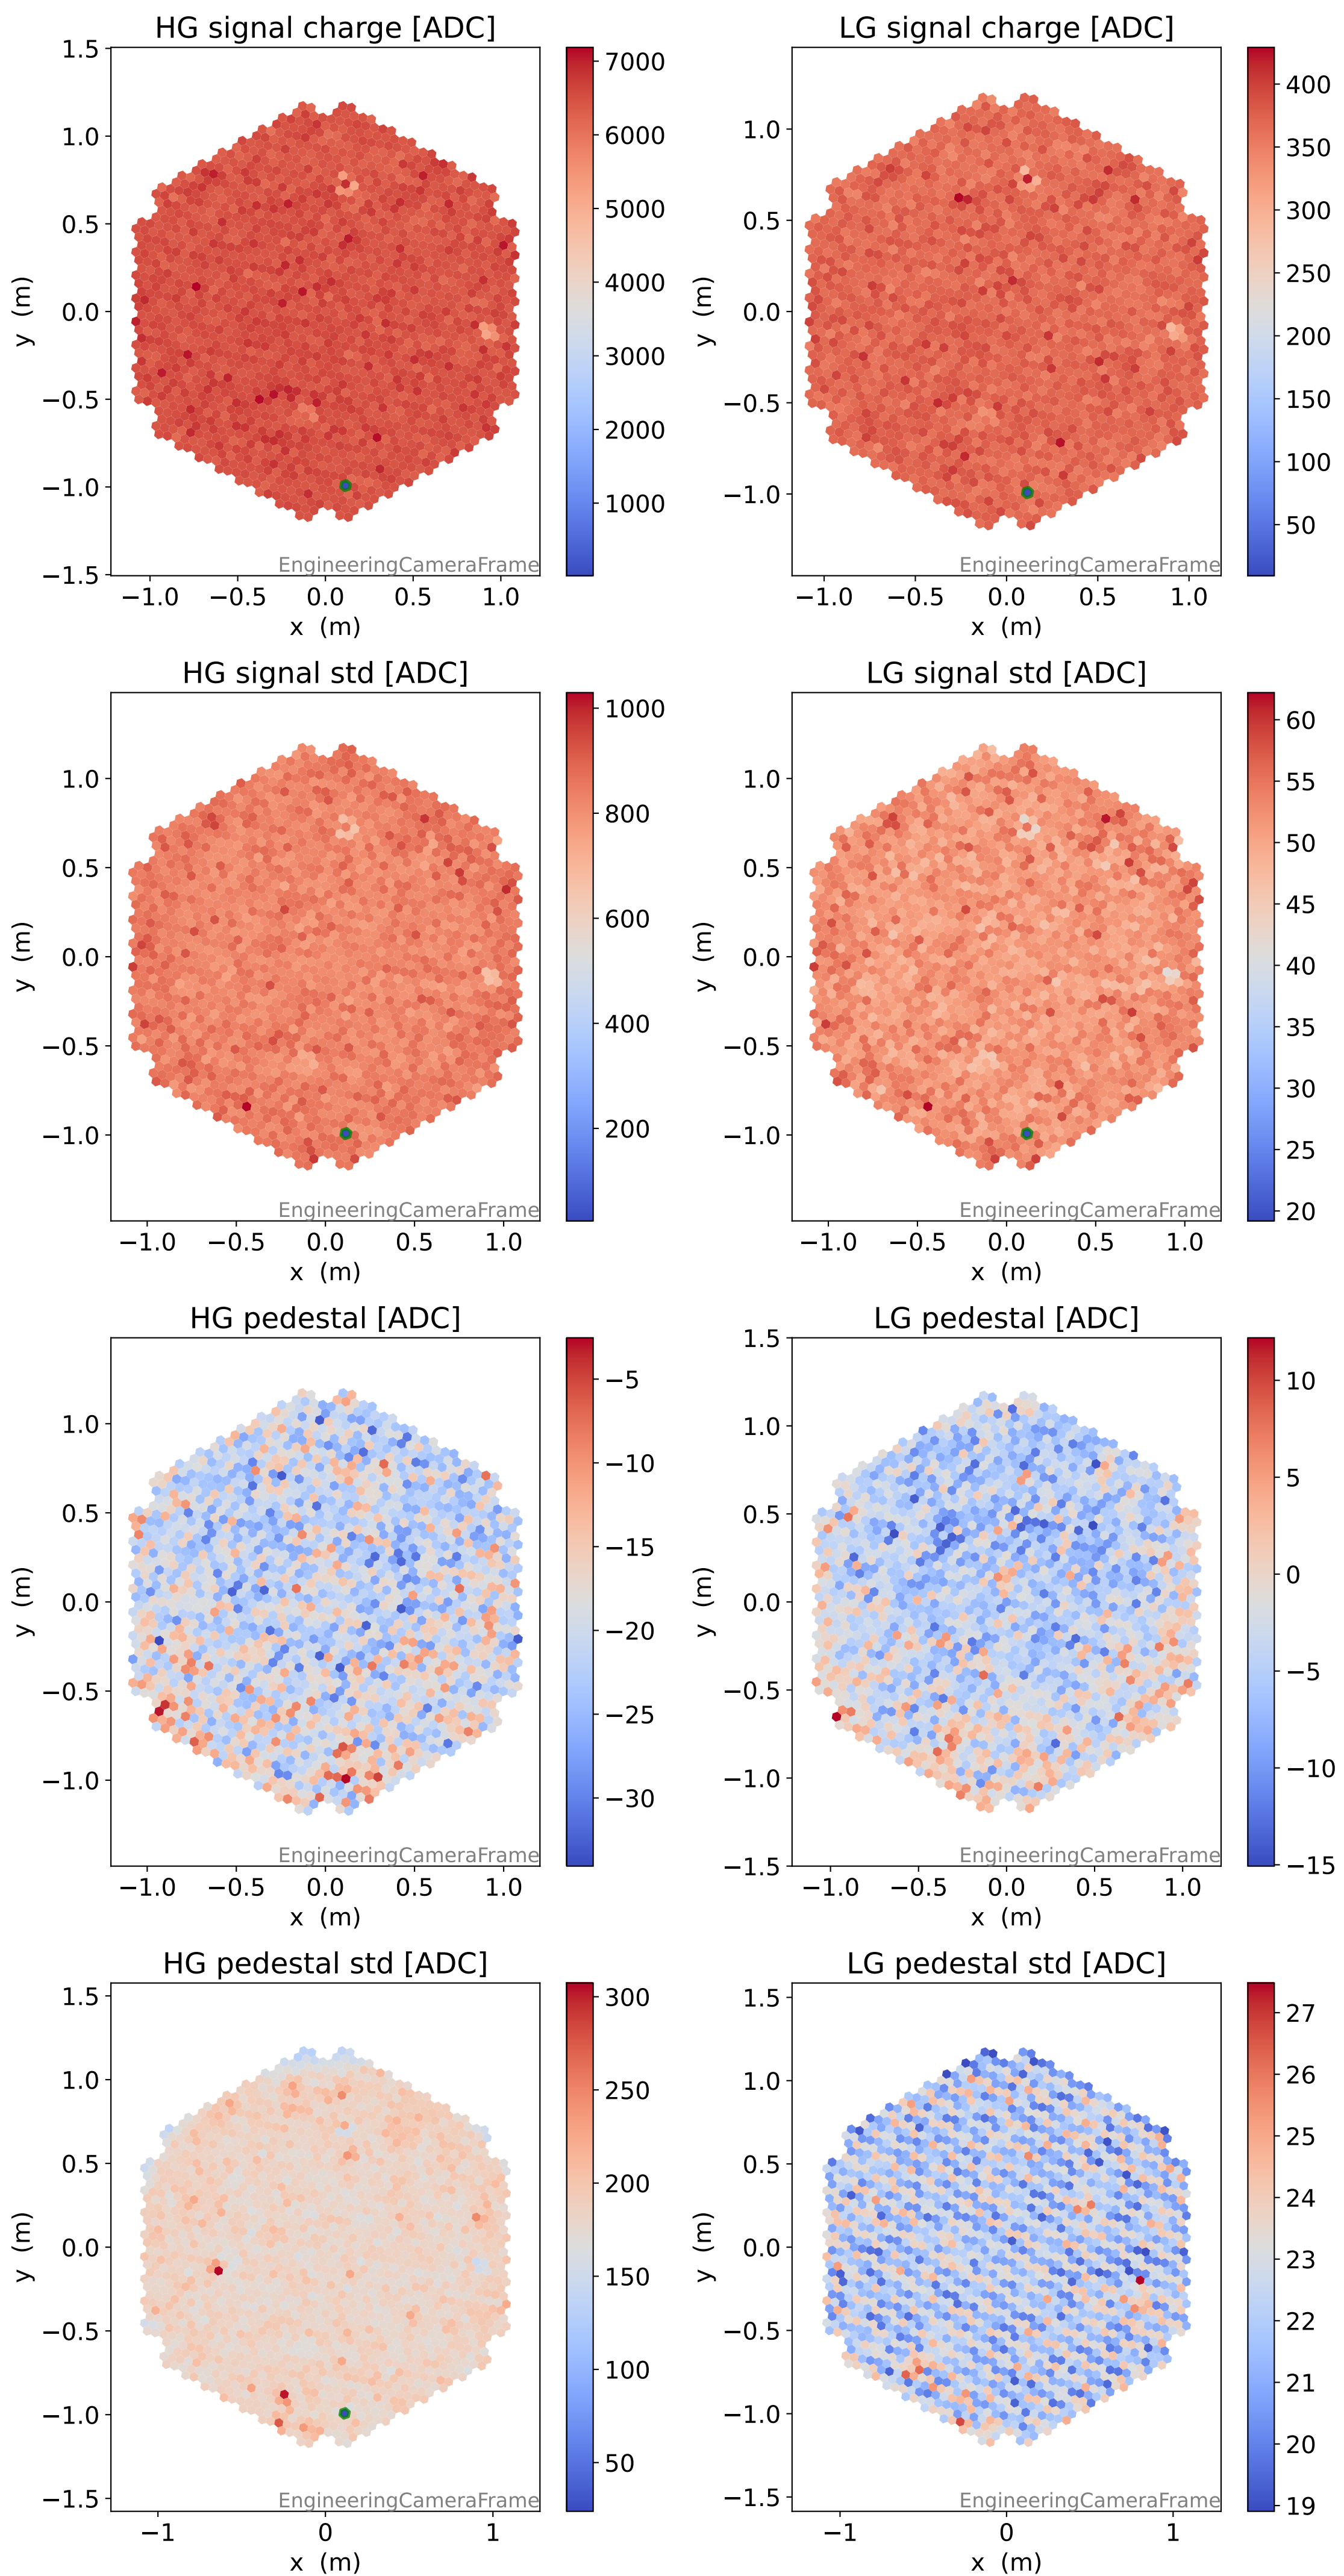 HG signal charge [ADC]
LG signal charge [ADC]
1.5
1.0
0.5
0.0
−0.5
−1.0
−1.5
y (m)
−1.0 −0.5 0.0 0.5 1.0
x (m)
EngineeringCameraFrame
7000
6000
5000
4000
3000
2000
1000
1.0
0.5
0.0
−0.5
−1.0
y (m)
−1.0 −0.5 0.0 0.5 1.0
x (m)
EngineeringCameraFrame
400
350
300
250
200
150
100
50
HG signal std [ADC]
LG signal std [ADC]
1.0
0.5
0.0
−0.5
−1.0
y (m)
−1.0 −0.5 0.0 0.5 1.0
x (m)
EngineeringCameraFrame
1000
800
600
400
200
1.0
0.5
0.0
−0.5
−1.0
y (m)
−1.0 −0.5 0.0 0.5 1.0
x (m)
EngineeringCameraFrame
60
55
50
45
40
35
30
25
20
HG pedestal [ADC]
LG pedestal [ADC]
1.0
0.5
0.0
−0.5
−1.0
y (m)
−1.0 −0.5 0.0 0.5 1.0
x (m)
EngineeringCameraFrame
−5
−10
−15
−20
−25
−30
1.5
1.0
0.5
0.0
−0.5
−1.0
−1.5
y (m)
−1.0 −0.5 0.0 0.5 1.0
x (m)
EngineeringCameraFrame
10
5
0
−5
−10
−15
HG pedestal std [ADC]
LG pedestal std [ADC]
1.5
1.0
0.5
0.0
−0.5
−1.0
−1.5
y (m)
−1 0 1
x (m)
EngineeringCameraFrame
300
250
200
150
100
50
1.5
1.0
0.5
0.0
−0.5
−1.0
−1.5
y (m)
−1 0 1
x (m)
EngineeringCameraFrame
27
26
25
24
23
22
21
20
19